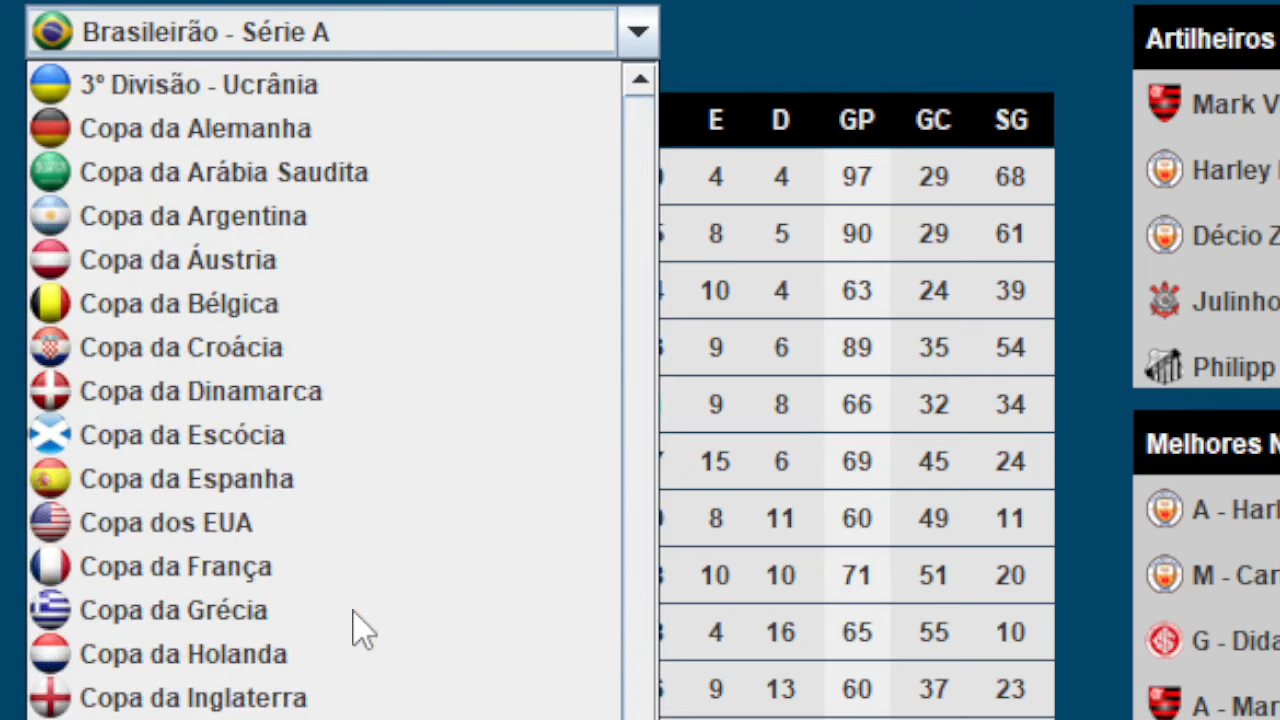 Brasileirão - Série A
3º Divisão - Ucrânia
Copa da Alemanha
Copa da Arábia Saudita
Copa da Argentina
Copa da Áustria
Copa da Bélgica
Copa da Croácia
Copa da Dinamarca
Copa da Escócia
Copa da Espanha
Copa dos EUA
Copa da França
Copa da Grécia
Copa da Holanda
Copa da Inglaterra
E D GP GC SG
4 4 97 29 68
8 5 90 29 61
10 4 63 24 39
9 6 89 35 54
9 8 66 32 34
15 6 69 45 24
8 11 60 49 11
10 10 71 51 20
4 16 65 55 10
9 13 60 37 23
Artilheiros
Mark V
Harley
Décio Z
Julinho
Philipp
Melhores N
A - Harl
M - Car
G - Dida
A - Mar